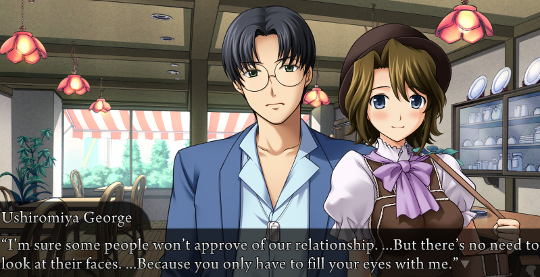 Ushiromiya George
“I'm sure some people won't approve of our relationship. ...But there's no need to
look at their faces. ...Because you only have to fill your eyes with me.”